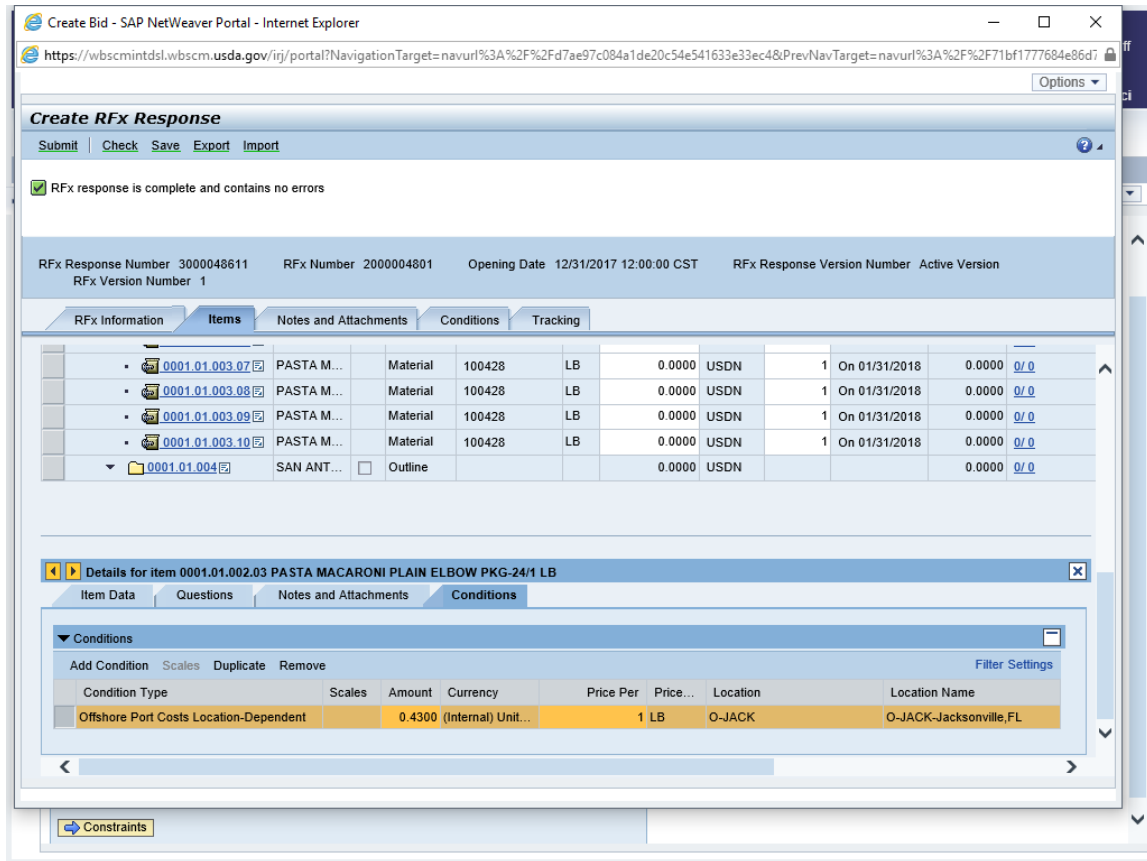 Create Bid - SAP NetWeaver Portal - Internet Explorer
https://wbscmintdsl.wbscm.usda.gov/irj/portal?NavigationTarget=navurl%3A%2F%2Fd7ae97c084a1de20c54e541633e33ec4&PrevNavTarget=navurl%3A%2F%2F71bf1777684e86d7
Options
Create RFx Response
Submit Check Save Export Import
RFx response is complete and contains no errors
RFx Response Number 3000048611 RFx Number 2000004801 Opening Date 12/31/2017 12:00:00 CST RFx Response Version Number Active Version
RFx Version Number 1
RFx Information Items Notes and Attachments Conditions Tracking
0001.01.003.07 PASTA M... Material 100428 LB 0.0000 USDN 1 On 01/31/2018 0.0000 0/ 0
0001.01.003.08 PASTA M... Material 100428 LB 0.0000 USDN 1 On 01/31/2018 0.0000 0/ 0
0001.01.003.09 PASTA M... Material 100428 LB 0.0000 USDN 1 On 01/31/2018 0.0000 0/ 0
0001.01.003.10 PASTA M... Material 100428 LB 0.0000 USDN 1 On 01/31/2018 0.0000 0/ 0
0001.01.004 SAN ANT... Outline 0.0000 USDN 0.0000 0/ 0
Details for item 0001.01.002.03 PASTA MACARONI PLAIN ELBOW PKG-24/1 LB
Item Data Questions Notes and Attachments Conditions
Conditions
Add Condition Scales Duplicate Remove Filter Settings
Condition Type Scales Amount Currency Price Per Price... Location Location Name
Offshore Port Costs Location-Dependent 0.4300 (Internal) Unit... 1 LB O-JACK O-JACK-Jacksonville,FL
Constraints